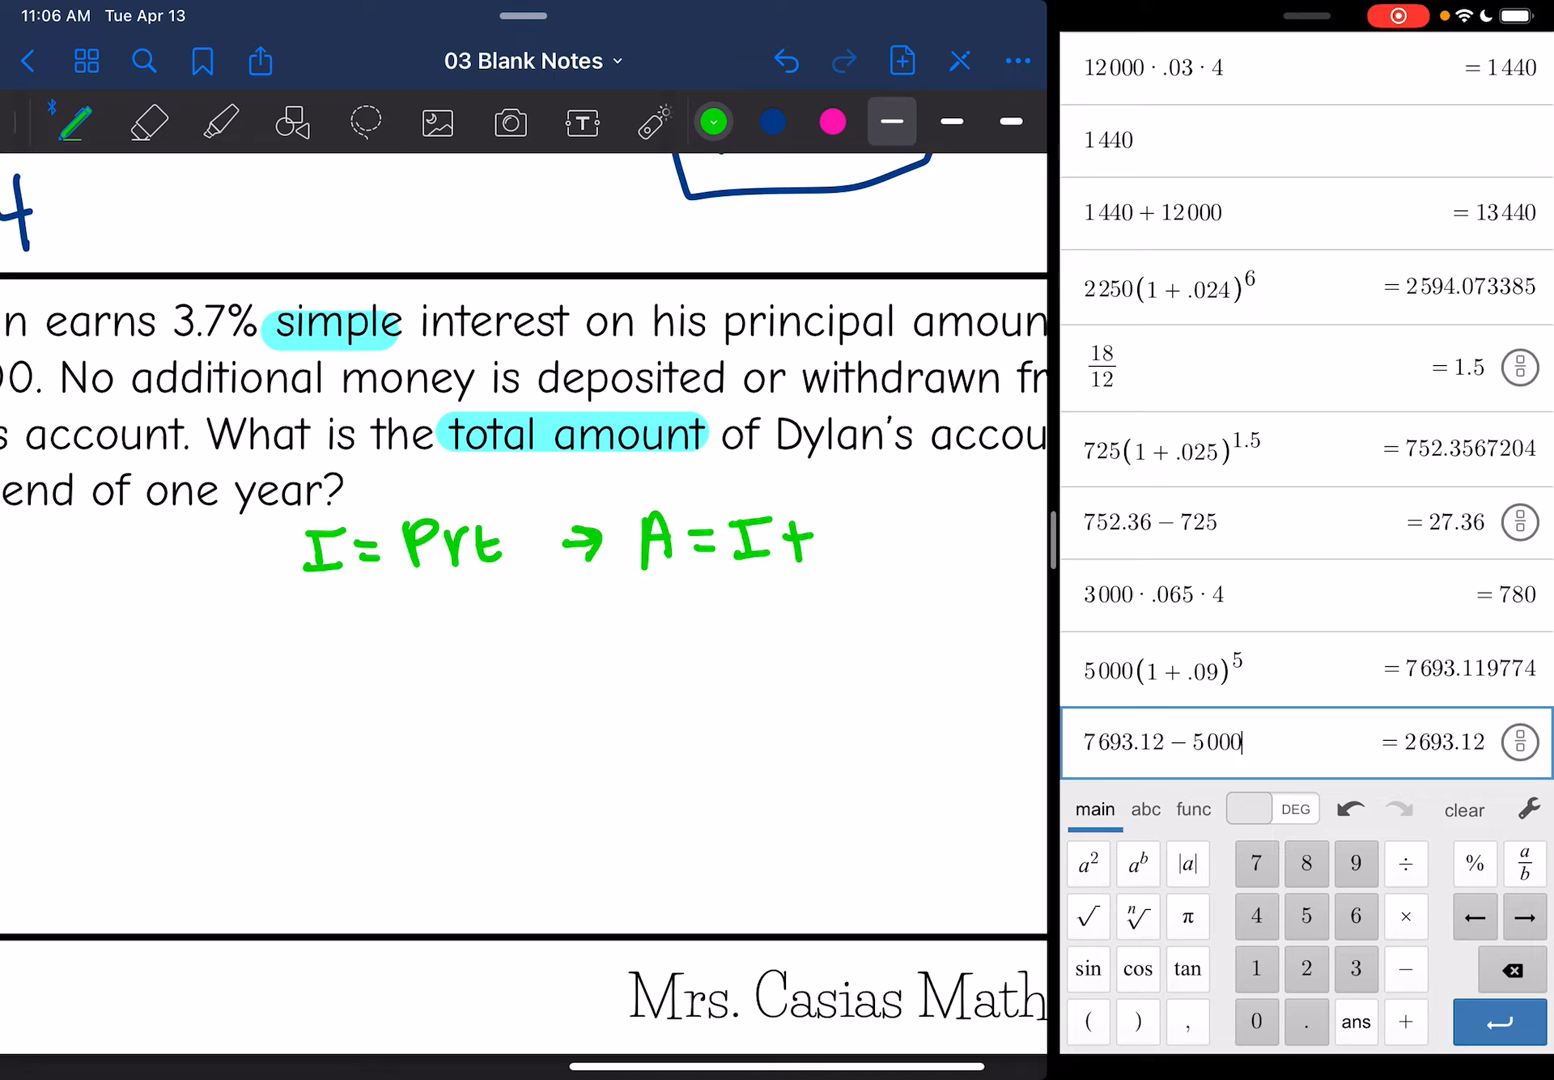 11:06 AM Tue Apr 13
03 Blank Notes
4
n earns 3.7% simple interest on his principal amoun
00. No additional money is deposited or withdrawn fr
s account. What is the total amount of Dylan's accou
end of one year?
I = Prt → A = I +
Mrs. Casias Math
12000 · .03 · 4 = 1440
1440
1440 + 12000 = 13440
2250(1 + .024)^6 = 2594.073385
18/12 = 1.5
725(1 + .025)^1.5 = 752.3567204
752.36 − 725 = 27.36
3000 · .065 · 4 = 780
5000(1 + .09)^5 = 7693.119774
7693.12 − 5000 = 2693.12
main abc func DEG clear
a² aᵇ |a| 7 8 9 ÷ % a/b
√ ⁿ√ π 4 5 6 × ← →
sin cos tan 1 2 3 −
( ) , 0 . ans +